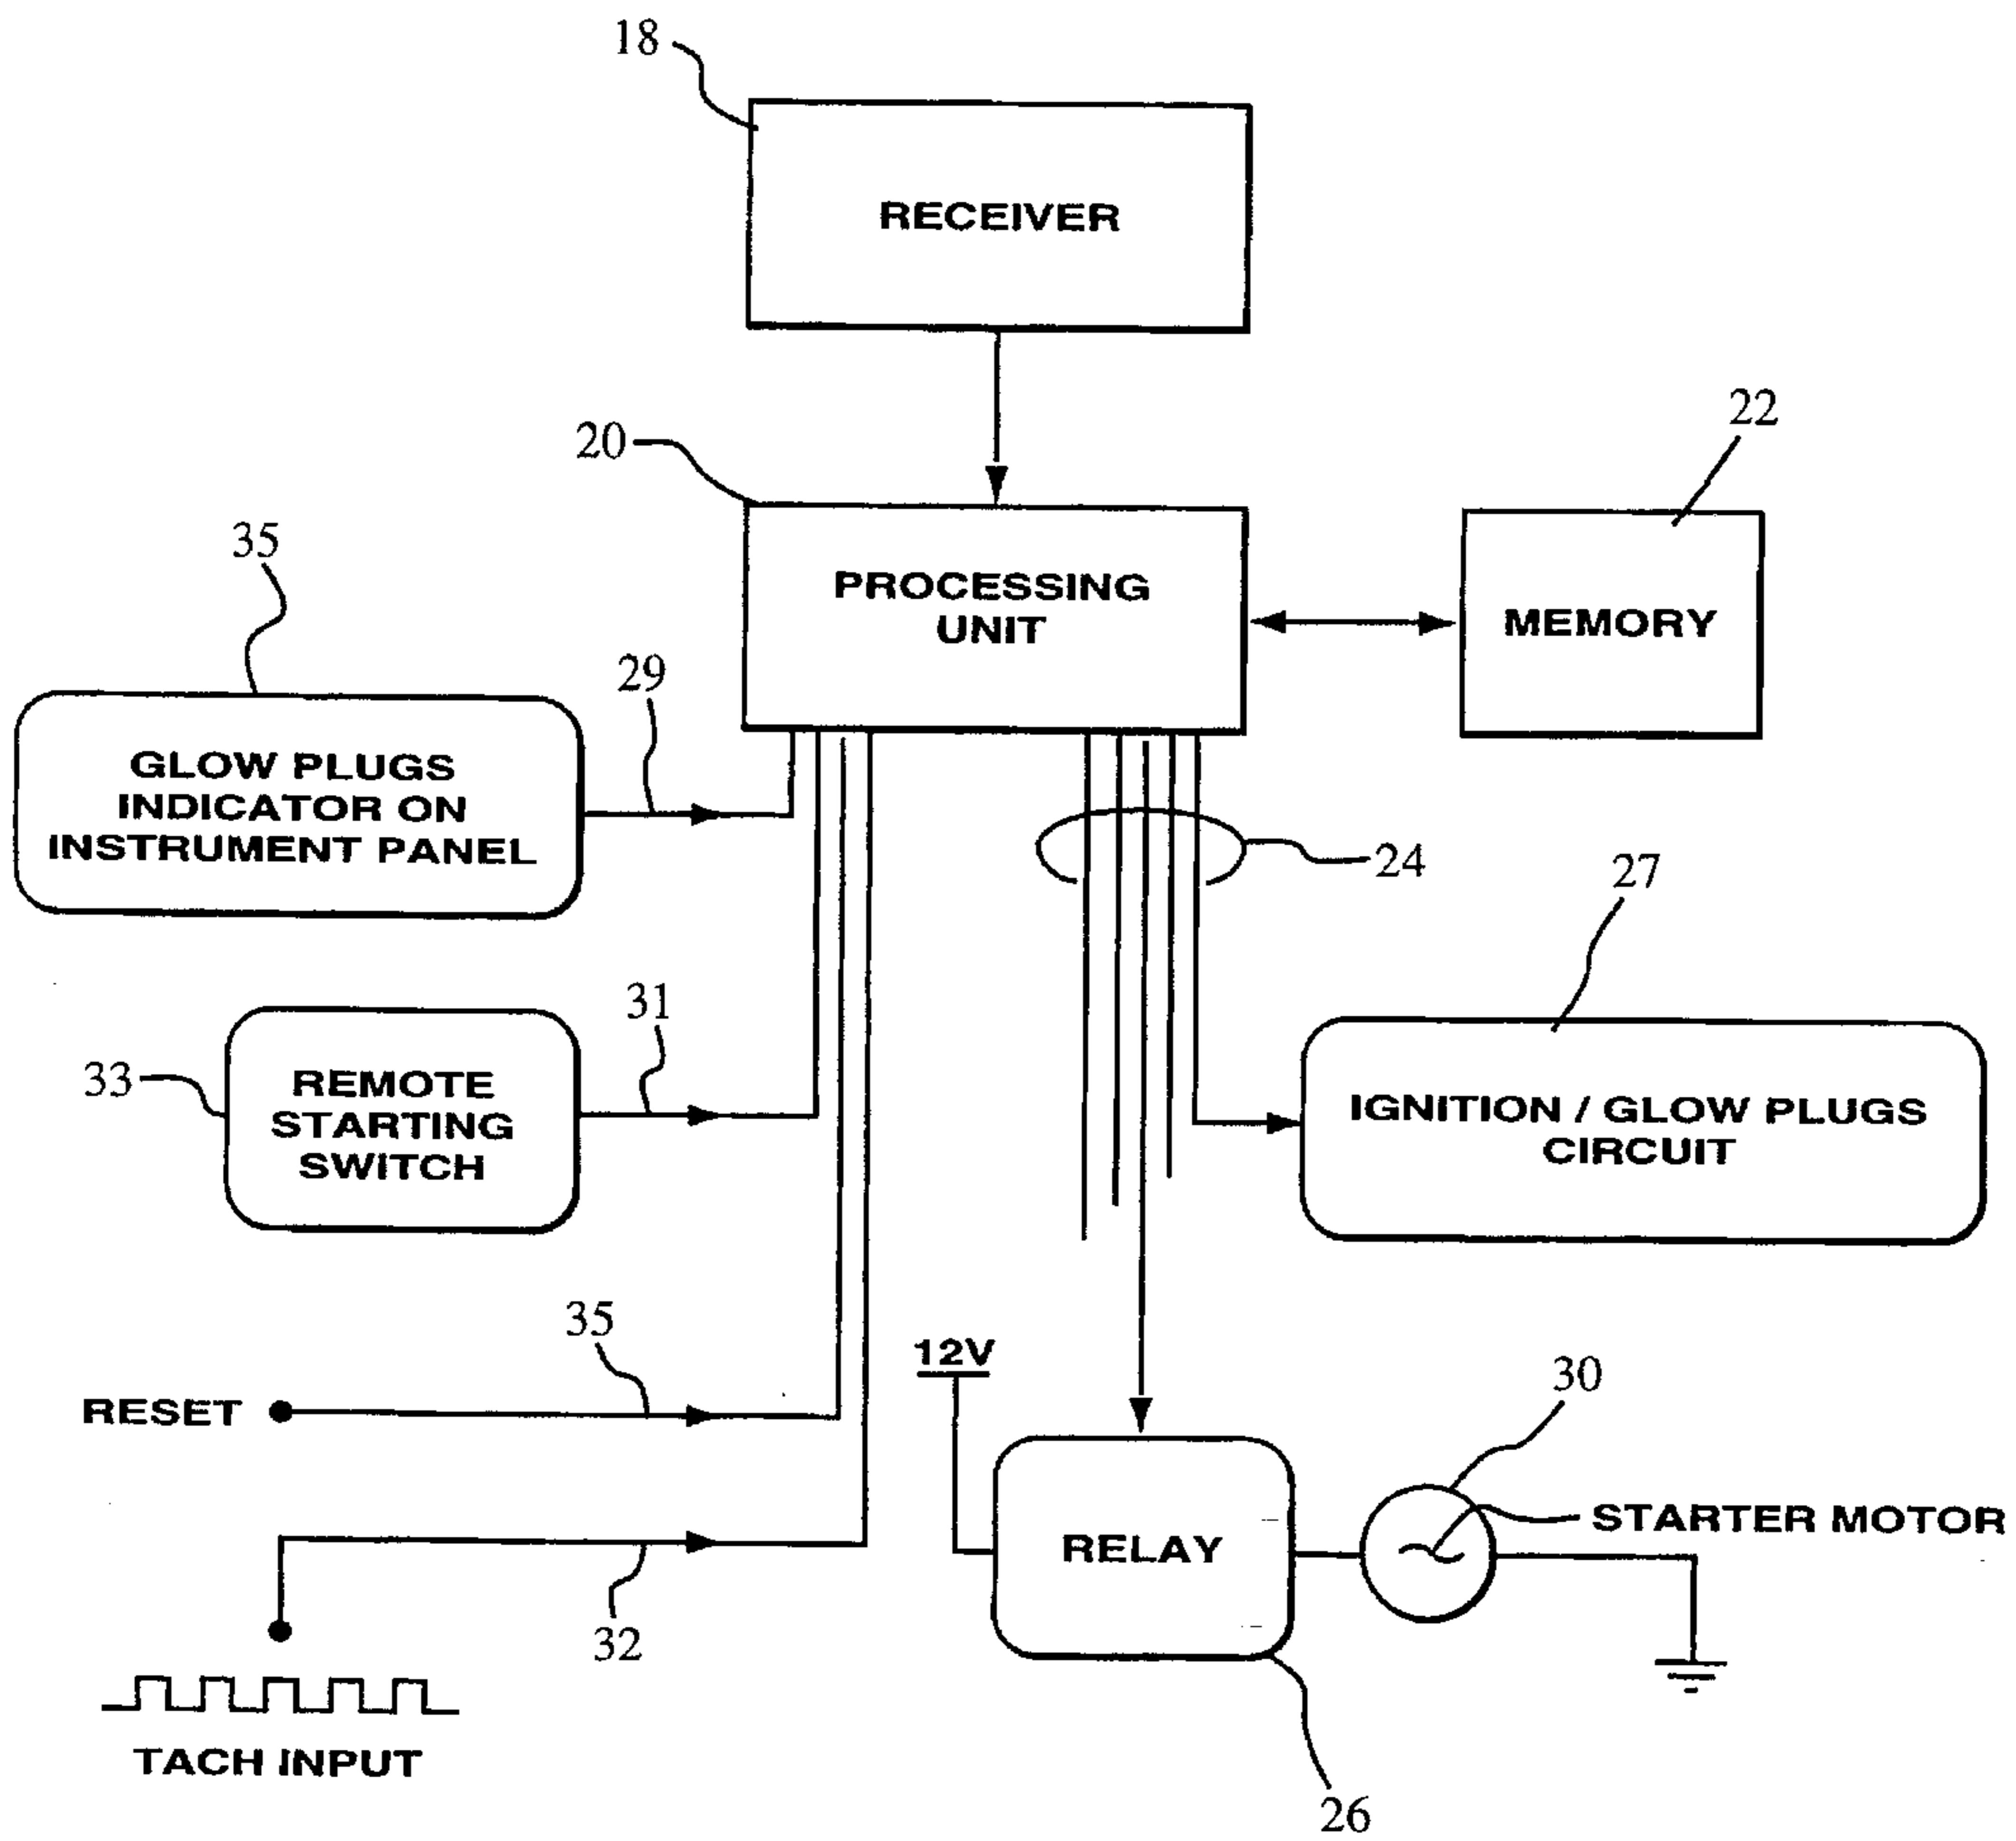 18
RECEIVER
20
22
35
PROCESSING
UNIT
MEMORY
29
GLOW PLUGS
INDICATOR ON
INSTRUMENT PANEL
24
27
31
33
REMOTE
STARTING
SWITCH
IGNITION / GLOW PLUGS
CIRCUIT
35
RESET
12V
30
STARTER MOTOR
RELAY
32
TACH INPUT
26